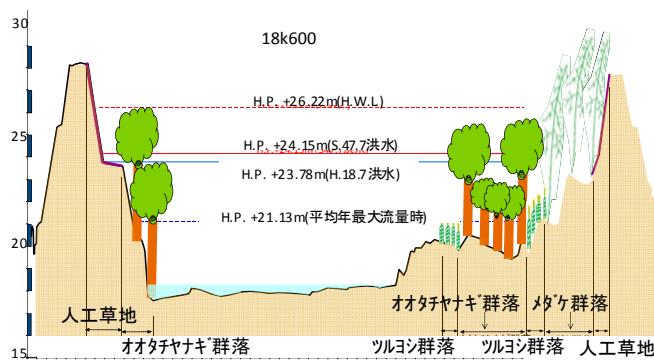 30
18k600
H.P. +26.22m(H.W.L)
25
H.P. +24.15m(S.47.7洪水)
H.P. +23.78m(H.18.7洪水)
H.P. +21.13m(平均年最大流量時)
20
オオタチヤナギ群落 メダケ群落
人工草地
オオタチヤナギ群落 ツルヨシ群落 ツルヨシ群落 人工草地
15